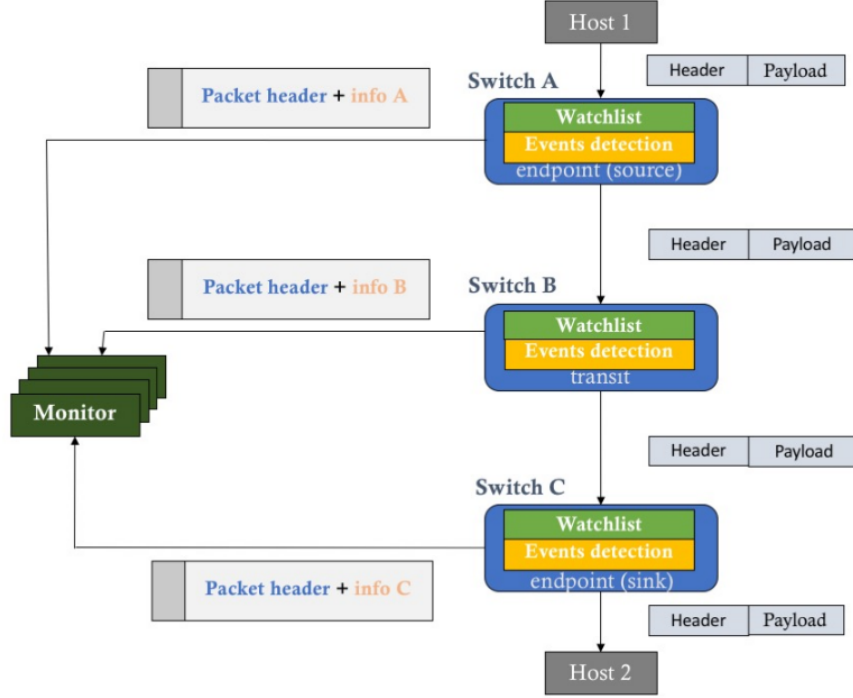 Host 1
Header Payload
Switch A
Packet header + info A
Watchlist
Events detection
endpoint (source)
Header Payload
Switch B
Packet header + info B
Watchlist
Events detection
transit
Monitor
Header Payload
Switch C
Watchlist
Events detection
endpoint (sink)
Packet header + info C
Header Payload
Host 2